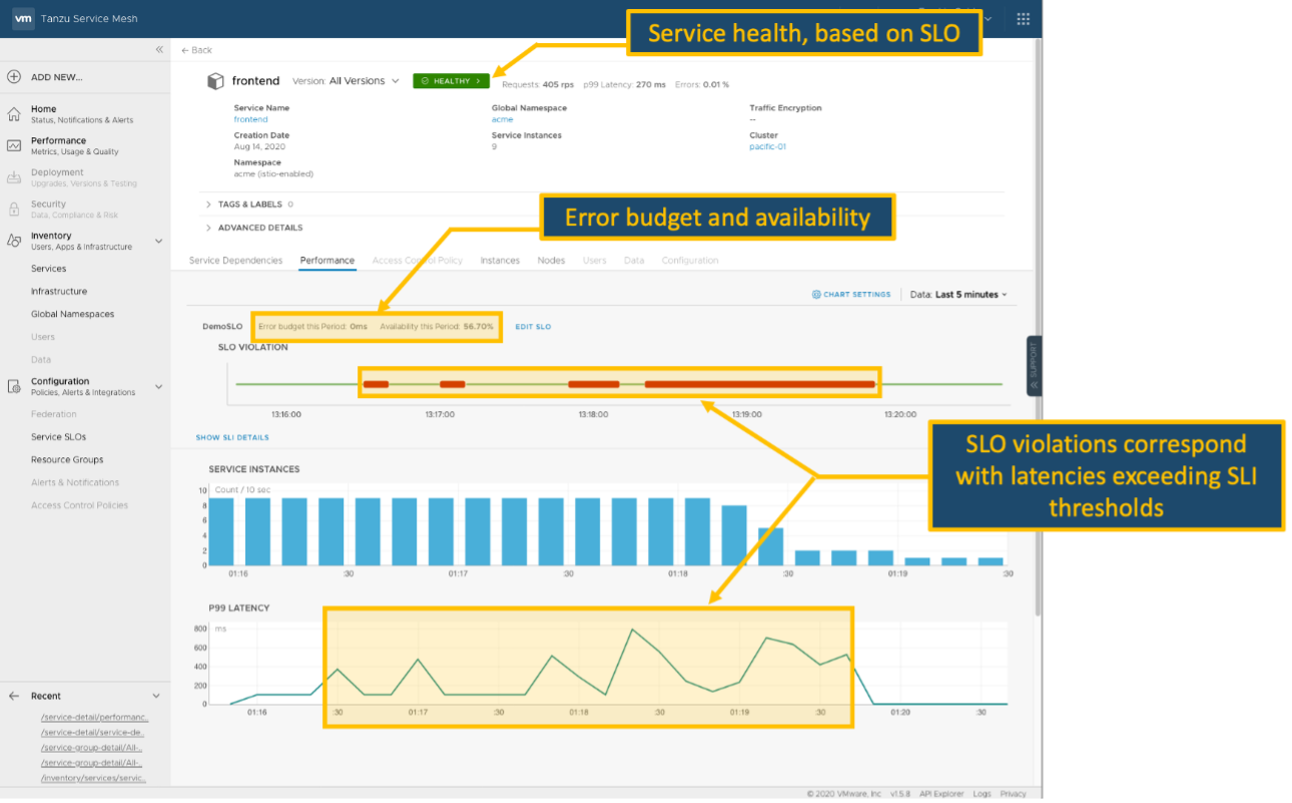 vm Tanzu Service Mesh
Service health, based on SLO
← Back
ADD NEW...
Home
Status, Notifications & Alerts
Performance
Metrics, Usage & Quality
Deployment
Upgrades, Versions & Testing
Security
Data, Compliance & Risk
Inventory
Users, Apps & Infrastructure
Services
Infrastructure
Global Namespaces
Users
Data
Configuration
Policies, Alerts & Integrations
Federation
Service SLOs
Resource Groups
Alerts & Notifications
Access Control Policies
Recent
/service-detail/performanc..
/service-detail/service-de..
/service-group-detail/All-..
/service-group-detail/All-..
/inventory/services/servic..
frontend Version: All Versions HEALTHY Requests: 405 rps p99 Latency: 270 ms Errors: 0.01 %
Service Name Global Namespace Traffic Encryption
frontend acme --
Creation Date Service Instances Cluster
Aug 14, 2020 9 pacific-01
Namespace
acme (istio-enabled)
TAGS & LABELS 0
ADVANCED DETAILS
Error budget and availability
Service Dependencies Performance Access Control Policy Instances Nodes Users Data Configuration
CHART SETTINGS Data: Last 5 minutes
DemoSLO Error budget this Period: 0ms Availability this Period: 56.70% EDIT SLO
SLO VIOLATION
13:16:00 13:17:00 13:18:00 13:19:00 13:20:00
SUPPORT
SHOW SLI DETAILS
SLO violations correspond
with latencies exceeding SLI
thresholds
SERVICE INSTANCES
Count / 10 sec
10
8
6
4
2
0
01:16 :30 01:17 :30 01:18 :30 01:19 :30
P99 LATENCY
ms
800
600
400
200
0
01:16 :30 01:17 :30 01:18 :30 01:19 :30 01:20 :30
© 2020 VMware, Inc v1.5.8 API Explorer Logs Privacy